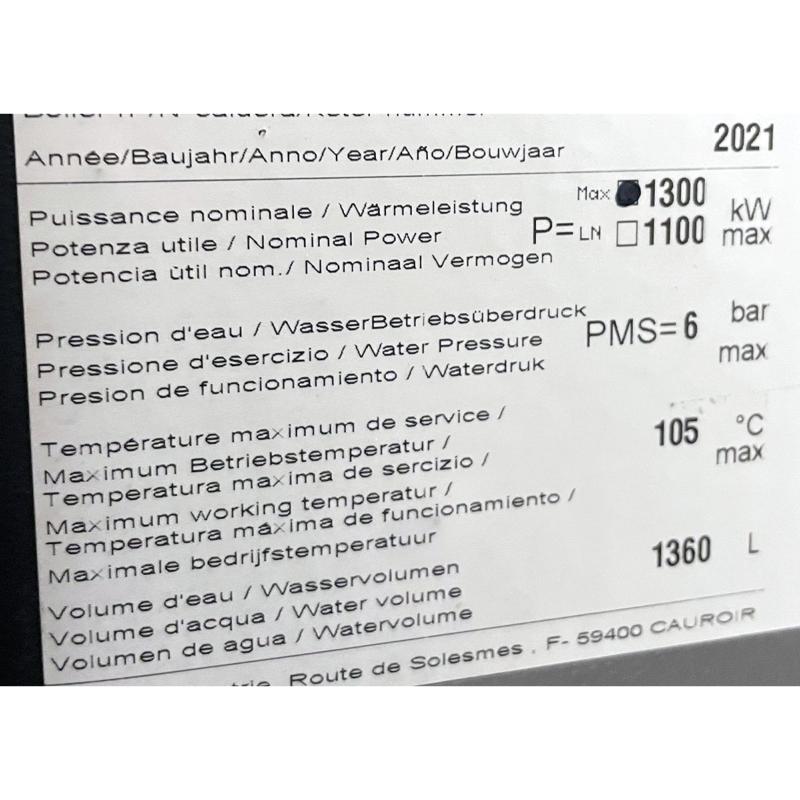 Année/Baujahr/Anno/Year/Año/Bouwjaar 2021
Puissance nominale / Wärmeleistung Max 1300 kW
Potenza utile / Nominal Power P= LN 1100 max
Potencia ùtil nom./ Nominaal Vermogen
Pression d'eau / WasserBetriebsüberdruck bar
Pressione d'esercizio / Water Pressure PMS= 6
Presion de funcionamiento / Waterdruk max
Température maximum de service /
Maximum Betriebstemperatur / 105 °C
Temperatura maxima de sercizio / max
Maximum working temperatur /
Temperatura máxima de funcionamiento /
Maximale bedrijfstemperatuur
Volume d'eau / Wasservolumen 1360 L
Volume d'acqua / Water volume
Volumen de agua / Watervolume
Route de Solesmes . F- 59400 CAUROIR